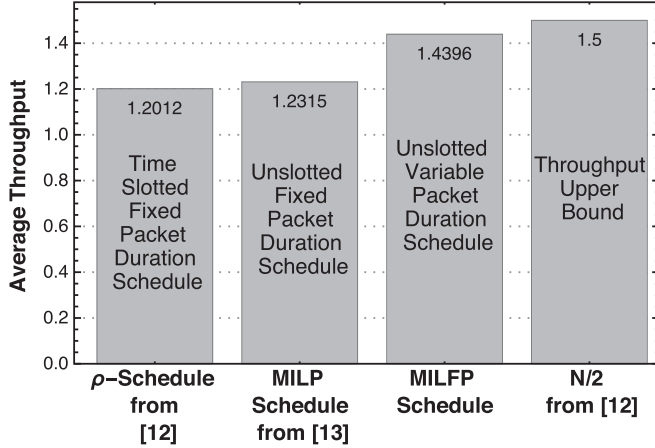 Average Throughput
1.4
1.2
1.0
0.8
0.6
0.4
0.2
0.0
1.2012
Time
Slotted
Fixed
Packet
Duration
Schedule
1.2315
Unslotted
Fixed
Packet
Duration
Schedule
1.4396
Unslotted
Variable
Packet
Duration
Schedule
1.5
Throughput
Upper
Bound
ρ−Schedule
from
[12]
MILP
Schedule
from [13]
MILFP
Schedule
N/2
from [12]